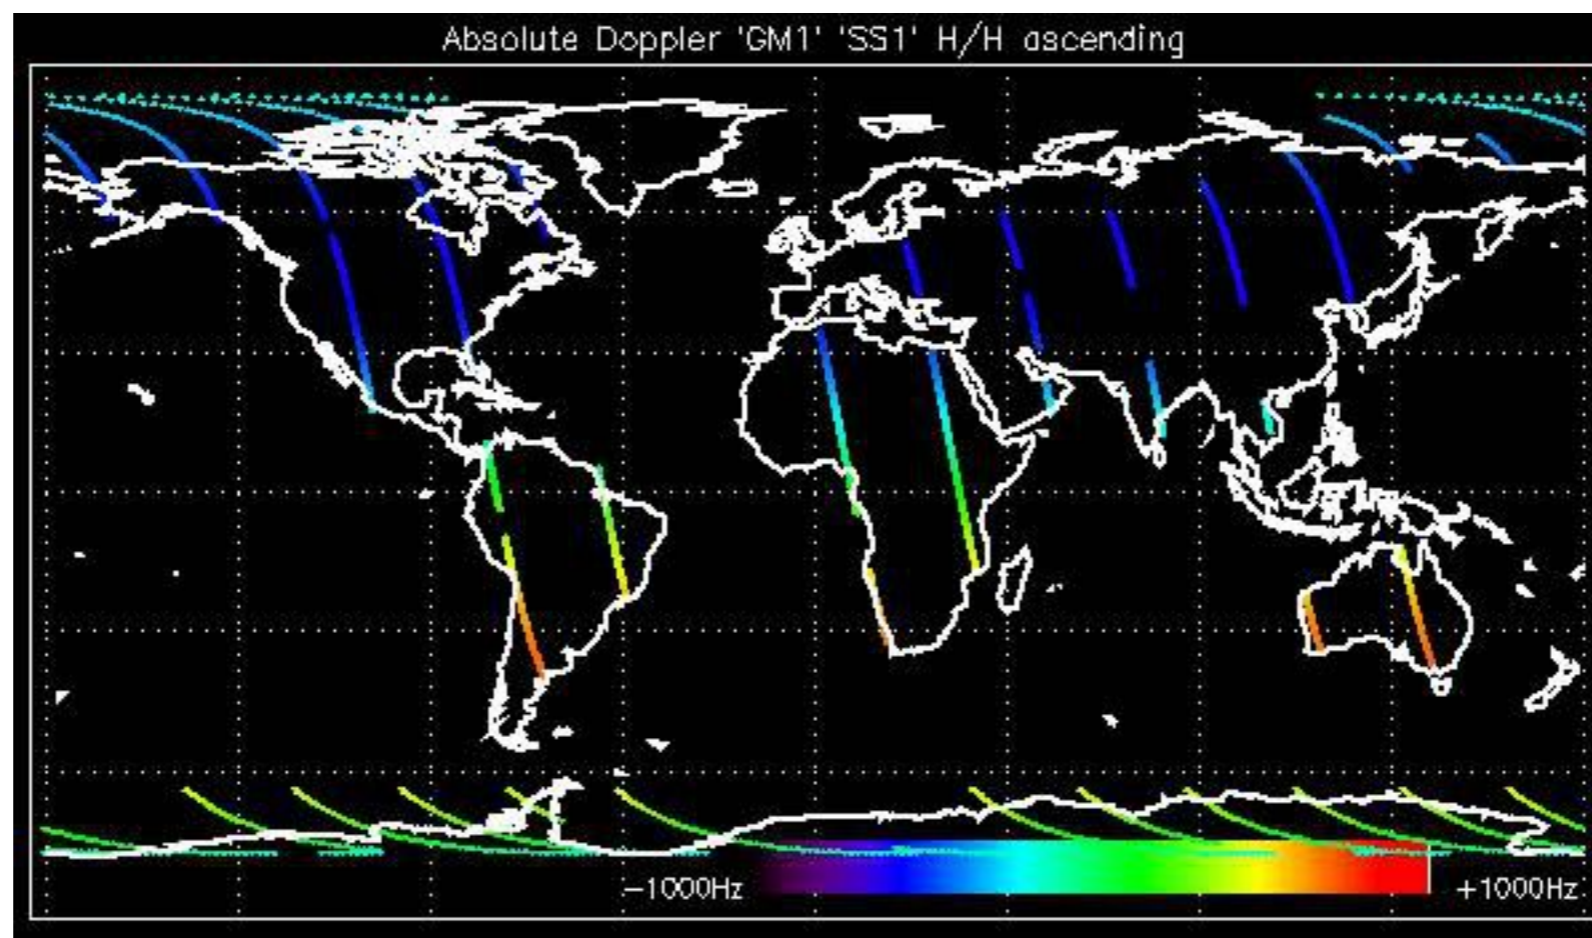 Absolute Doppler 'GM1' 'SS1' H/H ascending
−1000Hz
+1000Hz